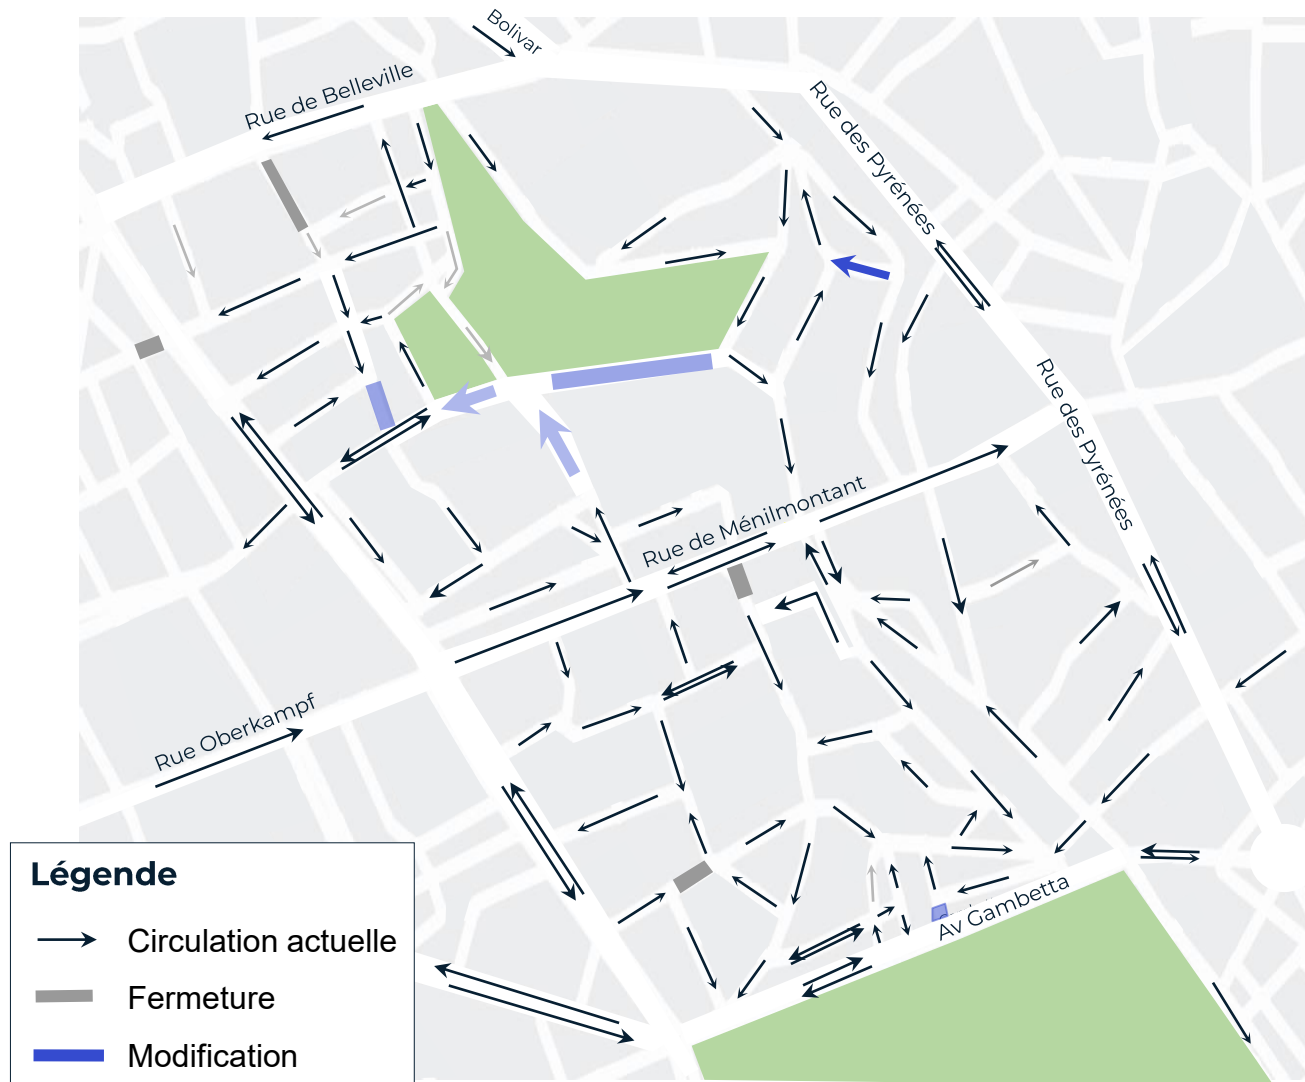 Bolivar
Rue de Belleville
Rue des Pyrénées
Rue des Pyrénées
Rue de Ménilmontant
Rue Oberkampf
Av Gambetta
Légende
Circulation actuelle
Fermeture
Modification